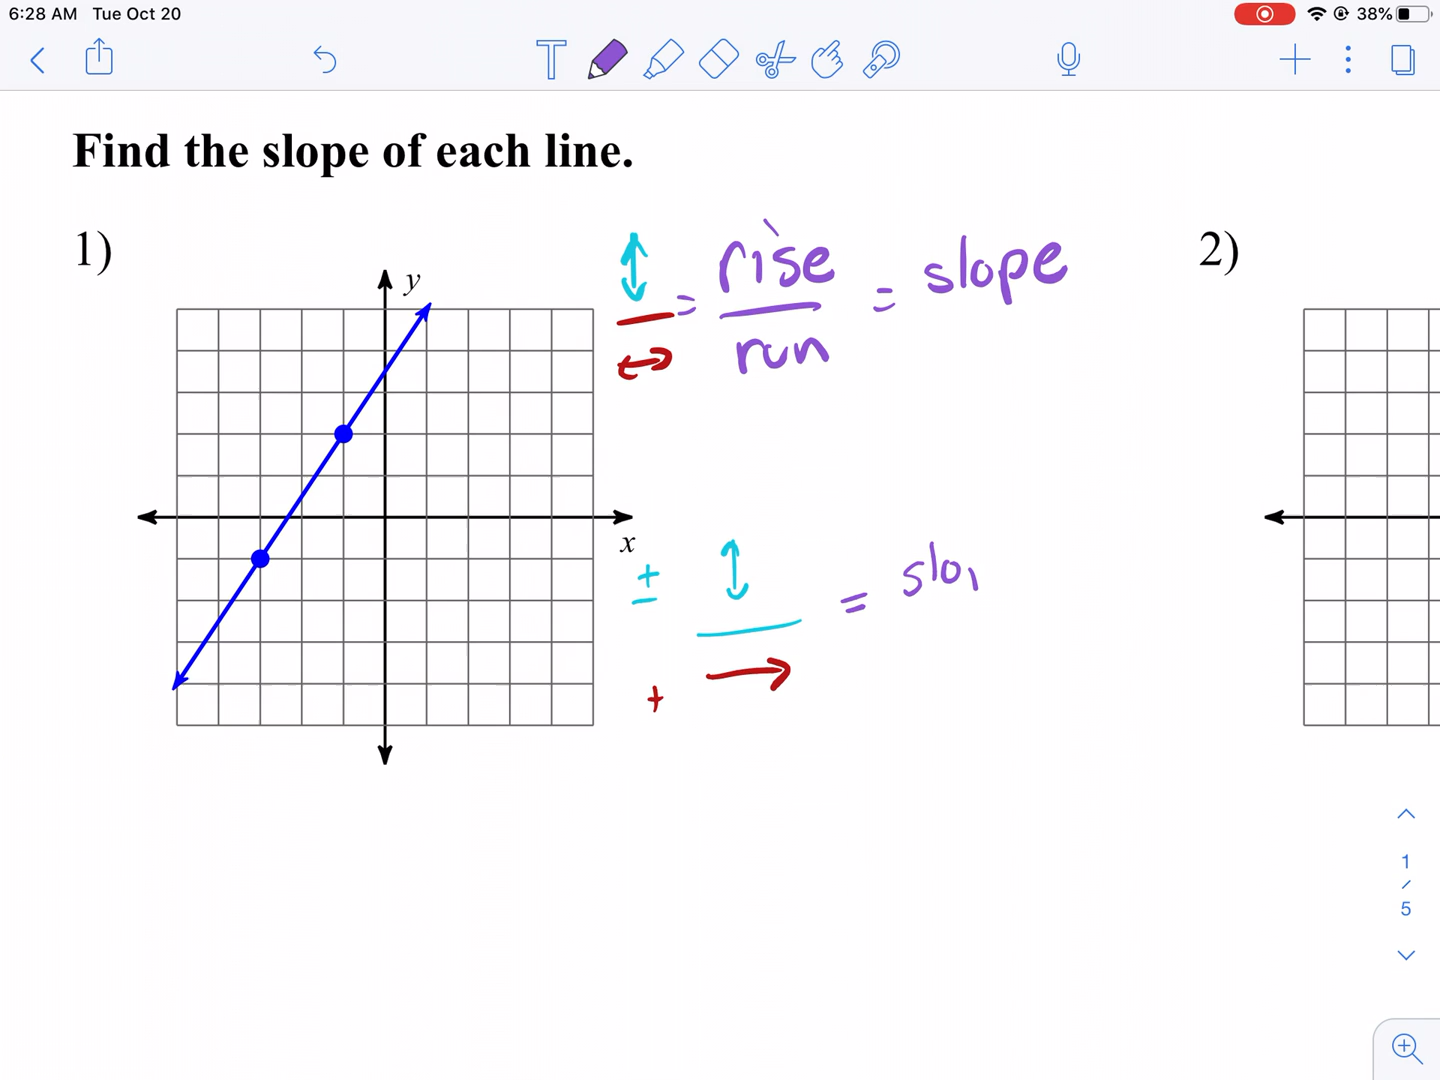 6:28 AM Tue Oct 20
38%
T
Find the slope of each line.
1)
2)
y
x
= rise = slope
run
±
= slo
+
1
/
5